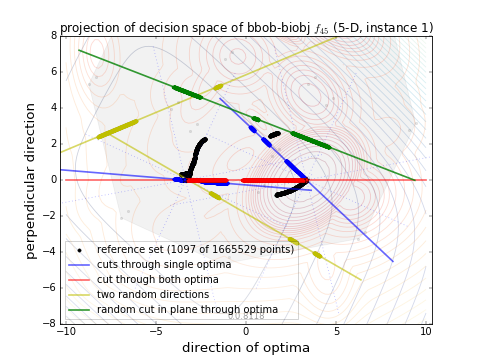 projection of decision space of bbob-biobj f₄₅ (5-D, instance 1)
8
6
4
2
0
−2
−4
−6
−8
perpendicular direction
reference set (1097 of 1665529 points)
cuts through single optima
cut through both optima
two random directions
random cut in plane through optima
−10
−5
0
5
10
direction of optima